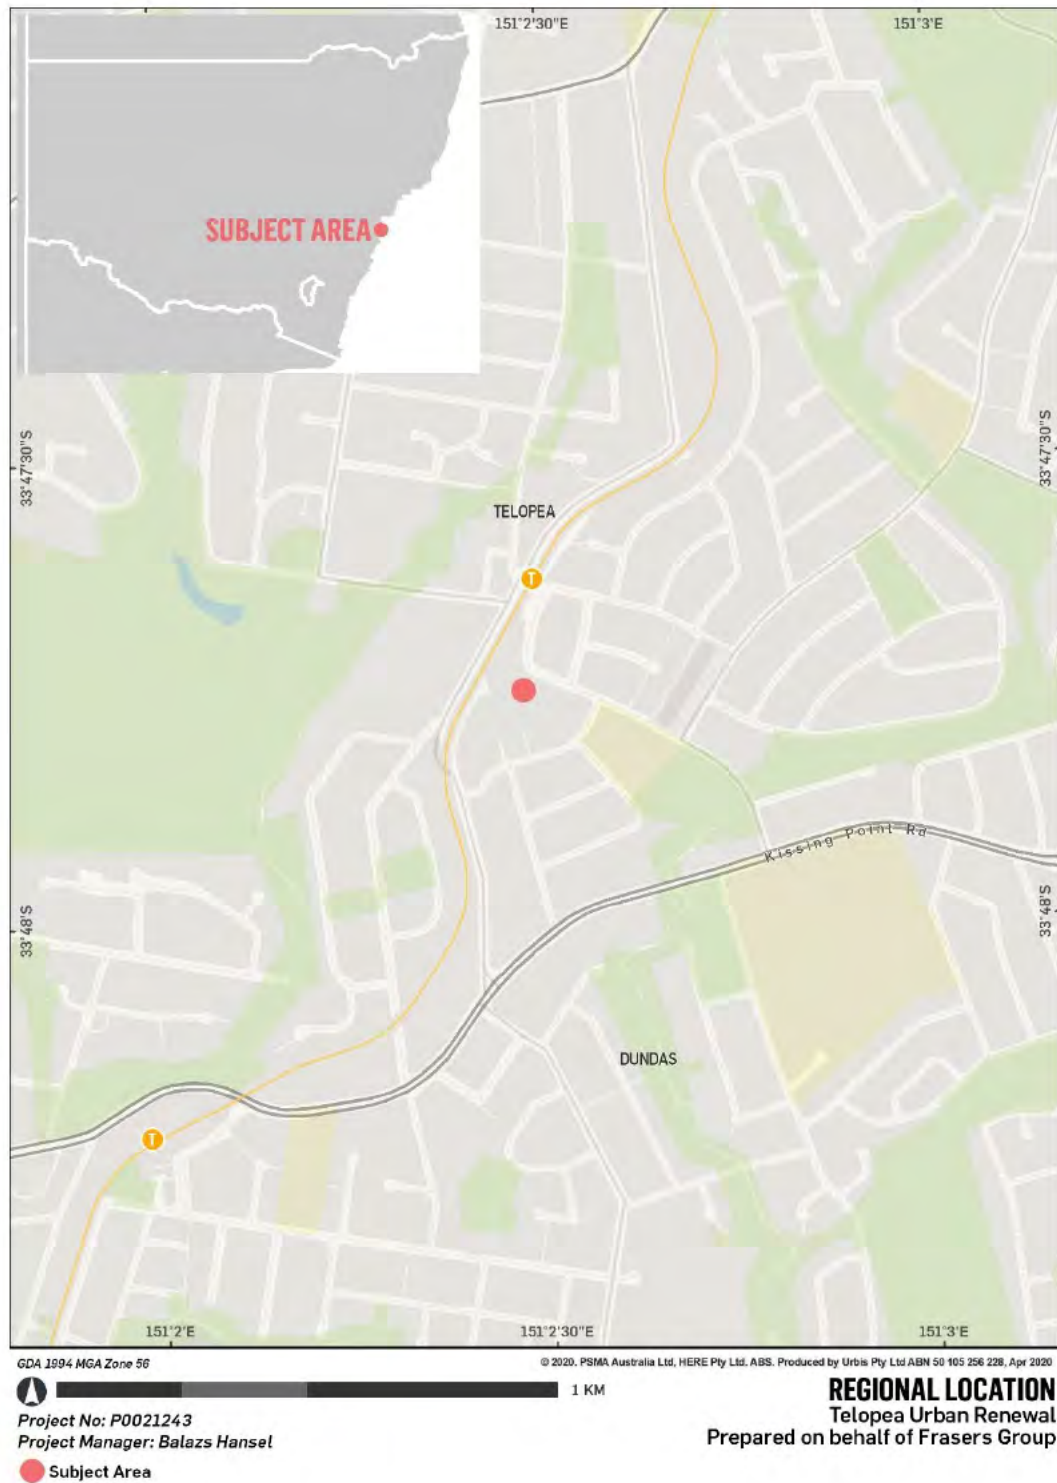 151°2'30"E
151°3'E
SUBJECT AREA
33°47'30"S
33°47'30"S
TELOPEA
T
Kissing Point Rd
33°48'S
33°48'S
DUNDAS
T
151°2'E
151°2'30"E
151°3'E
GDA 1994 MGA Zone 56
© 2020. PSMA Australia Ltd, HERE Pty Ltd. ABS. Produced by Urbis Pty Ltd ABN 50 105 256 228, Apr 2020
1 KM
REGIONAL LOCATION
Telopea Urban Renewal
Prepared on behalf of Frasers Group
Project No: P0021243
Project Manager: Balazs Hansel
Subject Area